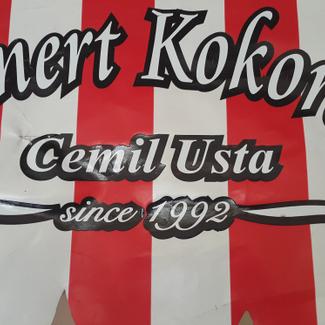 mert Kokor
Cemil Usta
since 1992